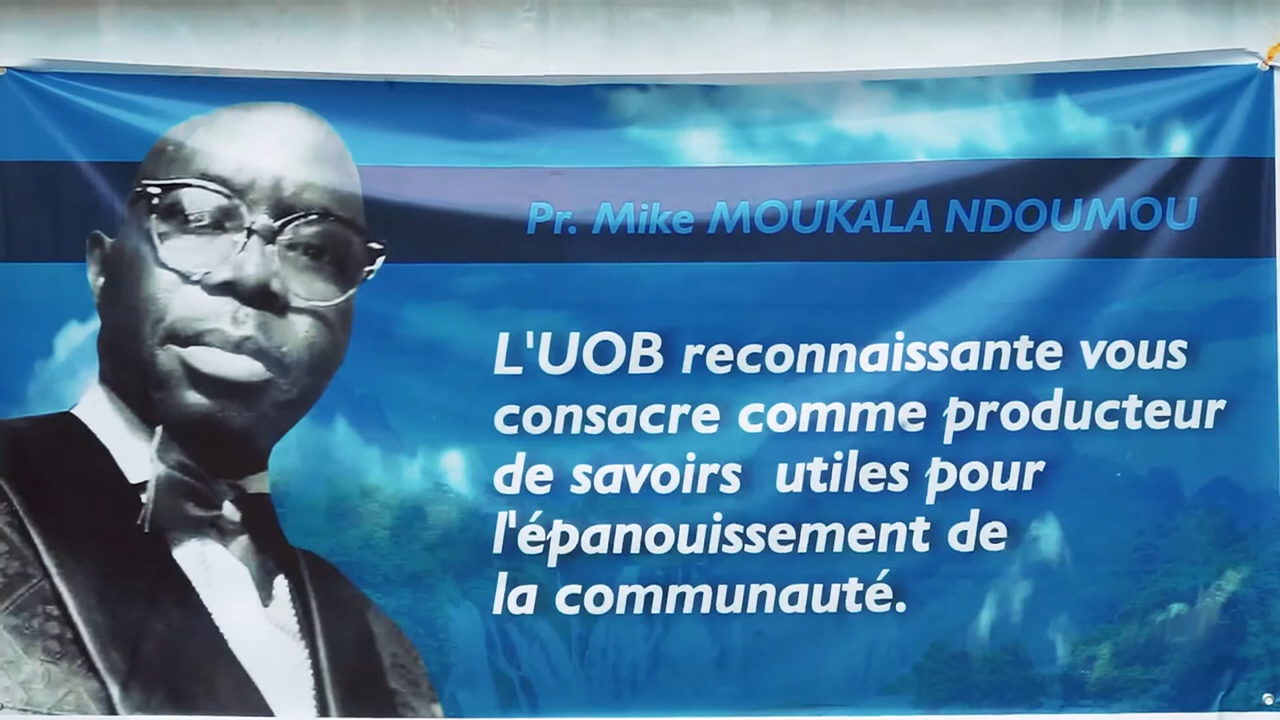 Pr. Mike MOUKALA NDOUMOU
L'UOB reconnaissante vous
consacre comme producteur
de savoirs utiles pour
l'épanouissement de
la communauté.